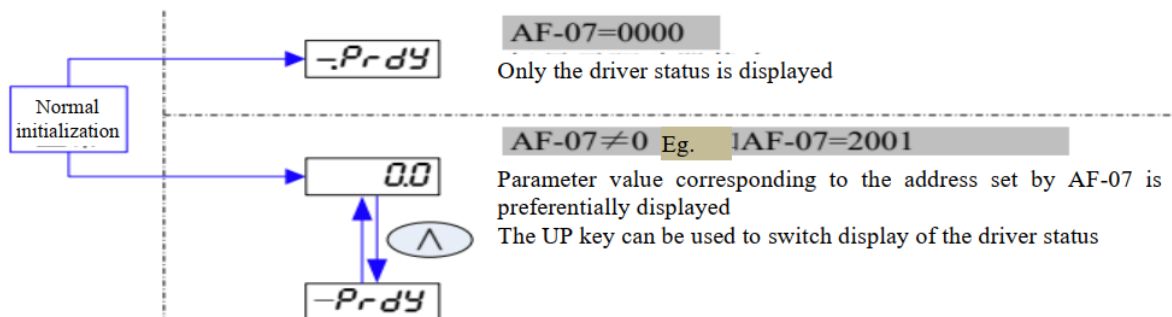 AF-07=0000
-.Prdy
Only the driver status is displayed
Normal
initialization
AF-07≠0 Eg. AF-07=2001
0.0
Parameter value corresponding to the address set by AF-07 is
preferentially displayed
The UP key can be used to switch display of the driver status
-Prdy